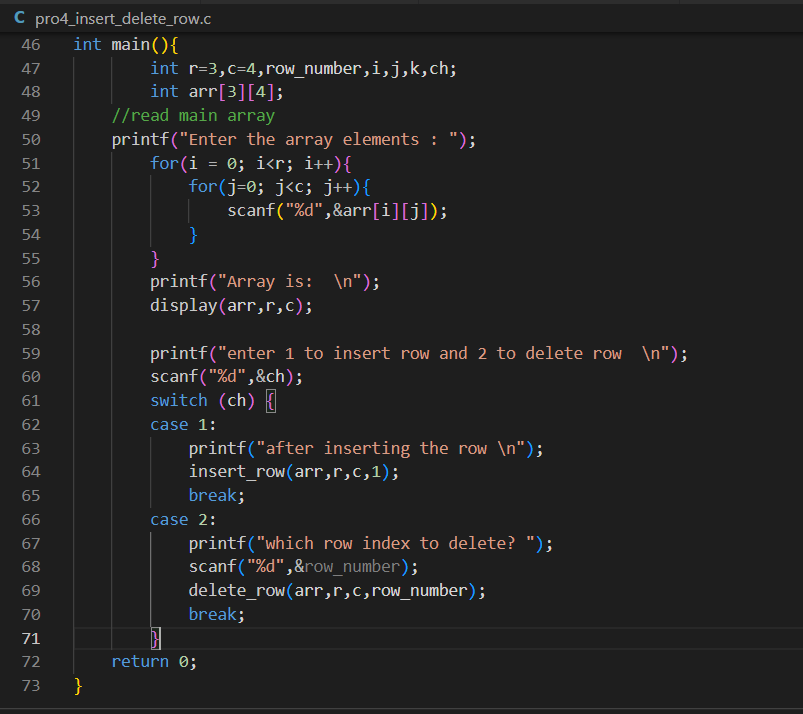 C pro4_insert_delete_row.c
46 int main(){
47 int r=3,c=4,row_number,i,j,k,ch;
48 int arr[3][4];
49 //read main array
50 printf("Enter the array elements : ");
51 for(i = 0; i<r; i++){
52 for(j=0; j<c; j++){
53 scanf("%d",&arr[i][j]);
54 }
55 }
56 printf("Array is:  \n");
57 display(arr,r,c);
58
59 printf("enter 1 to insert row and 2 to delete row  \n");
60 scanf("%d",&ch);
61 switch (ch) {
62 case 1:
63 printf("after inserting the row \n");
64 insert_row(arr,r,c,1);
65 break;
66 case 2:
67 printf("which row index to delete? ");
68 scanf("%d",&row_number);
69 delete_row(arr,r,c,row_number);
70 break;
71 }
72 return 0;
73 }